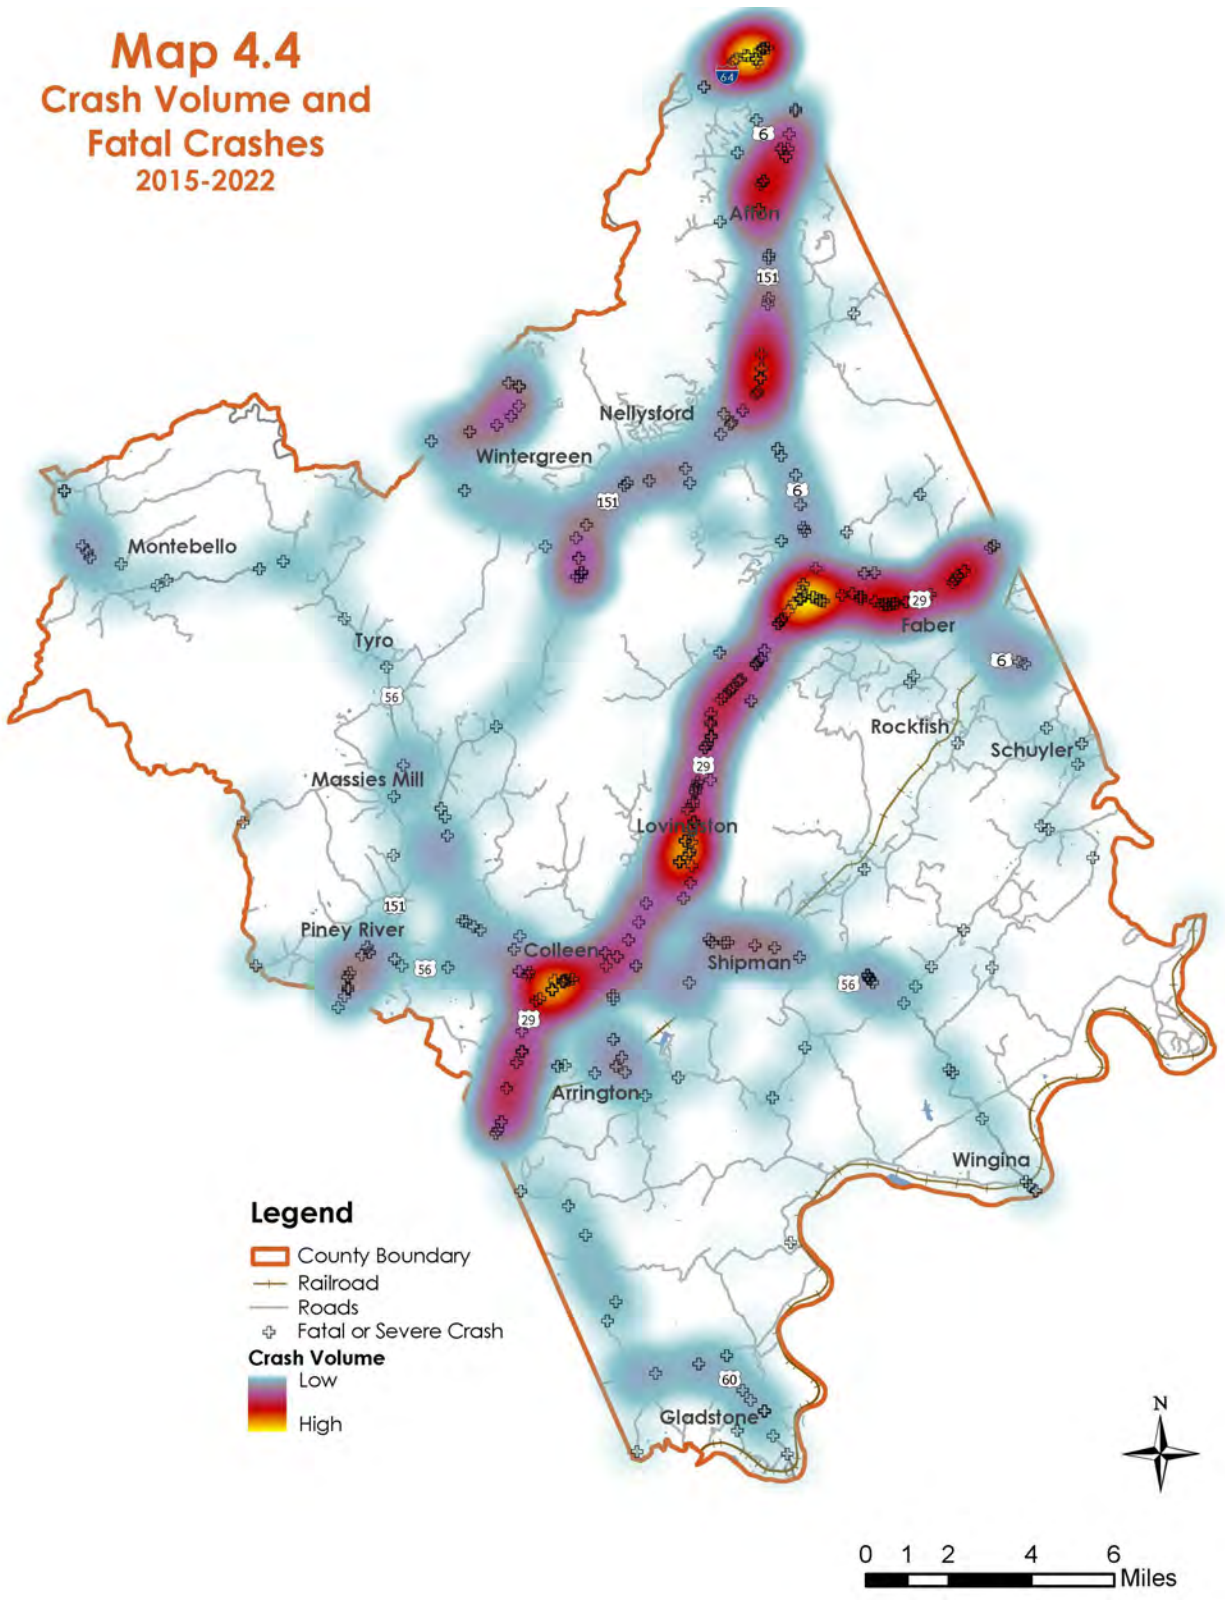 Map 4.4
Crash Volume and
Fatal Crashes
2015-2022
64
6
Afton
151
Nellysford
Wintergreen
151
6
Montebello
29
Faber
Tyro
6
56
Rockfish
Schuyler
29
Massies Mill
Lovingston
151
Piney River
Colleen
Shipman
56
56
29
Arrington
Wingina
Legend
County Boundary
Railroad
Roads
Fatal or Severe Crash
Crash Volume
Low
High
60
Gladstone
N
0 1 2 4 6
Miles